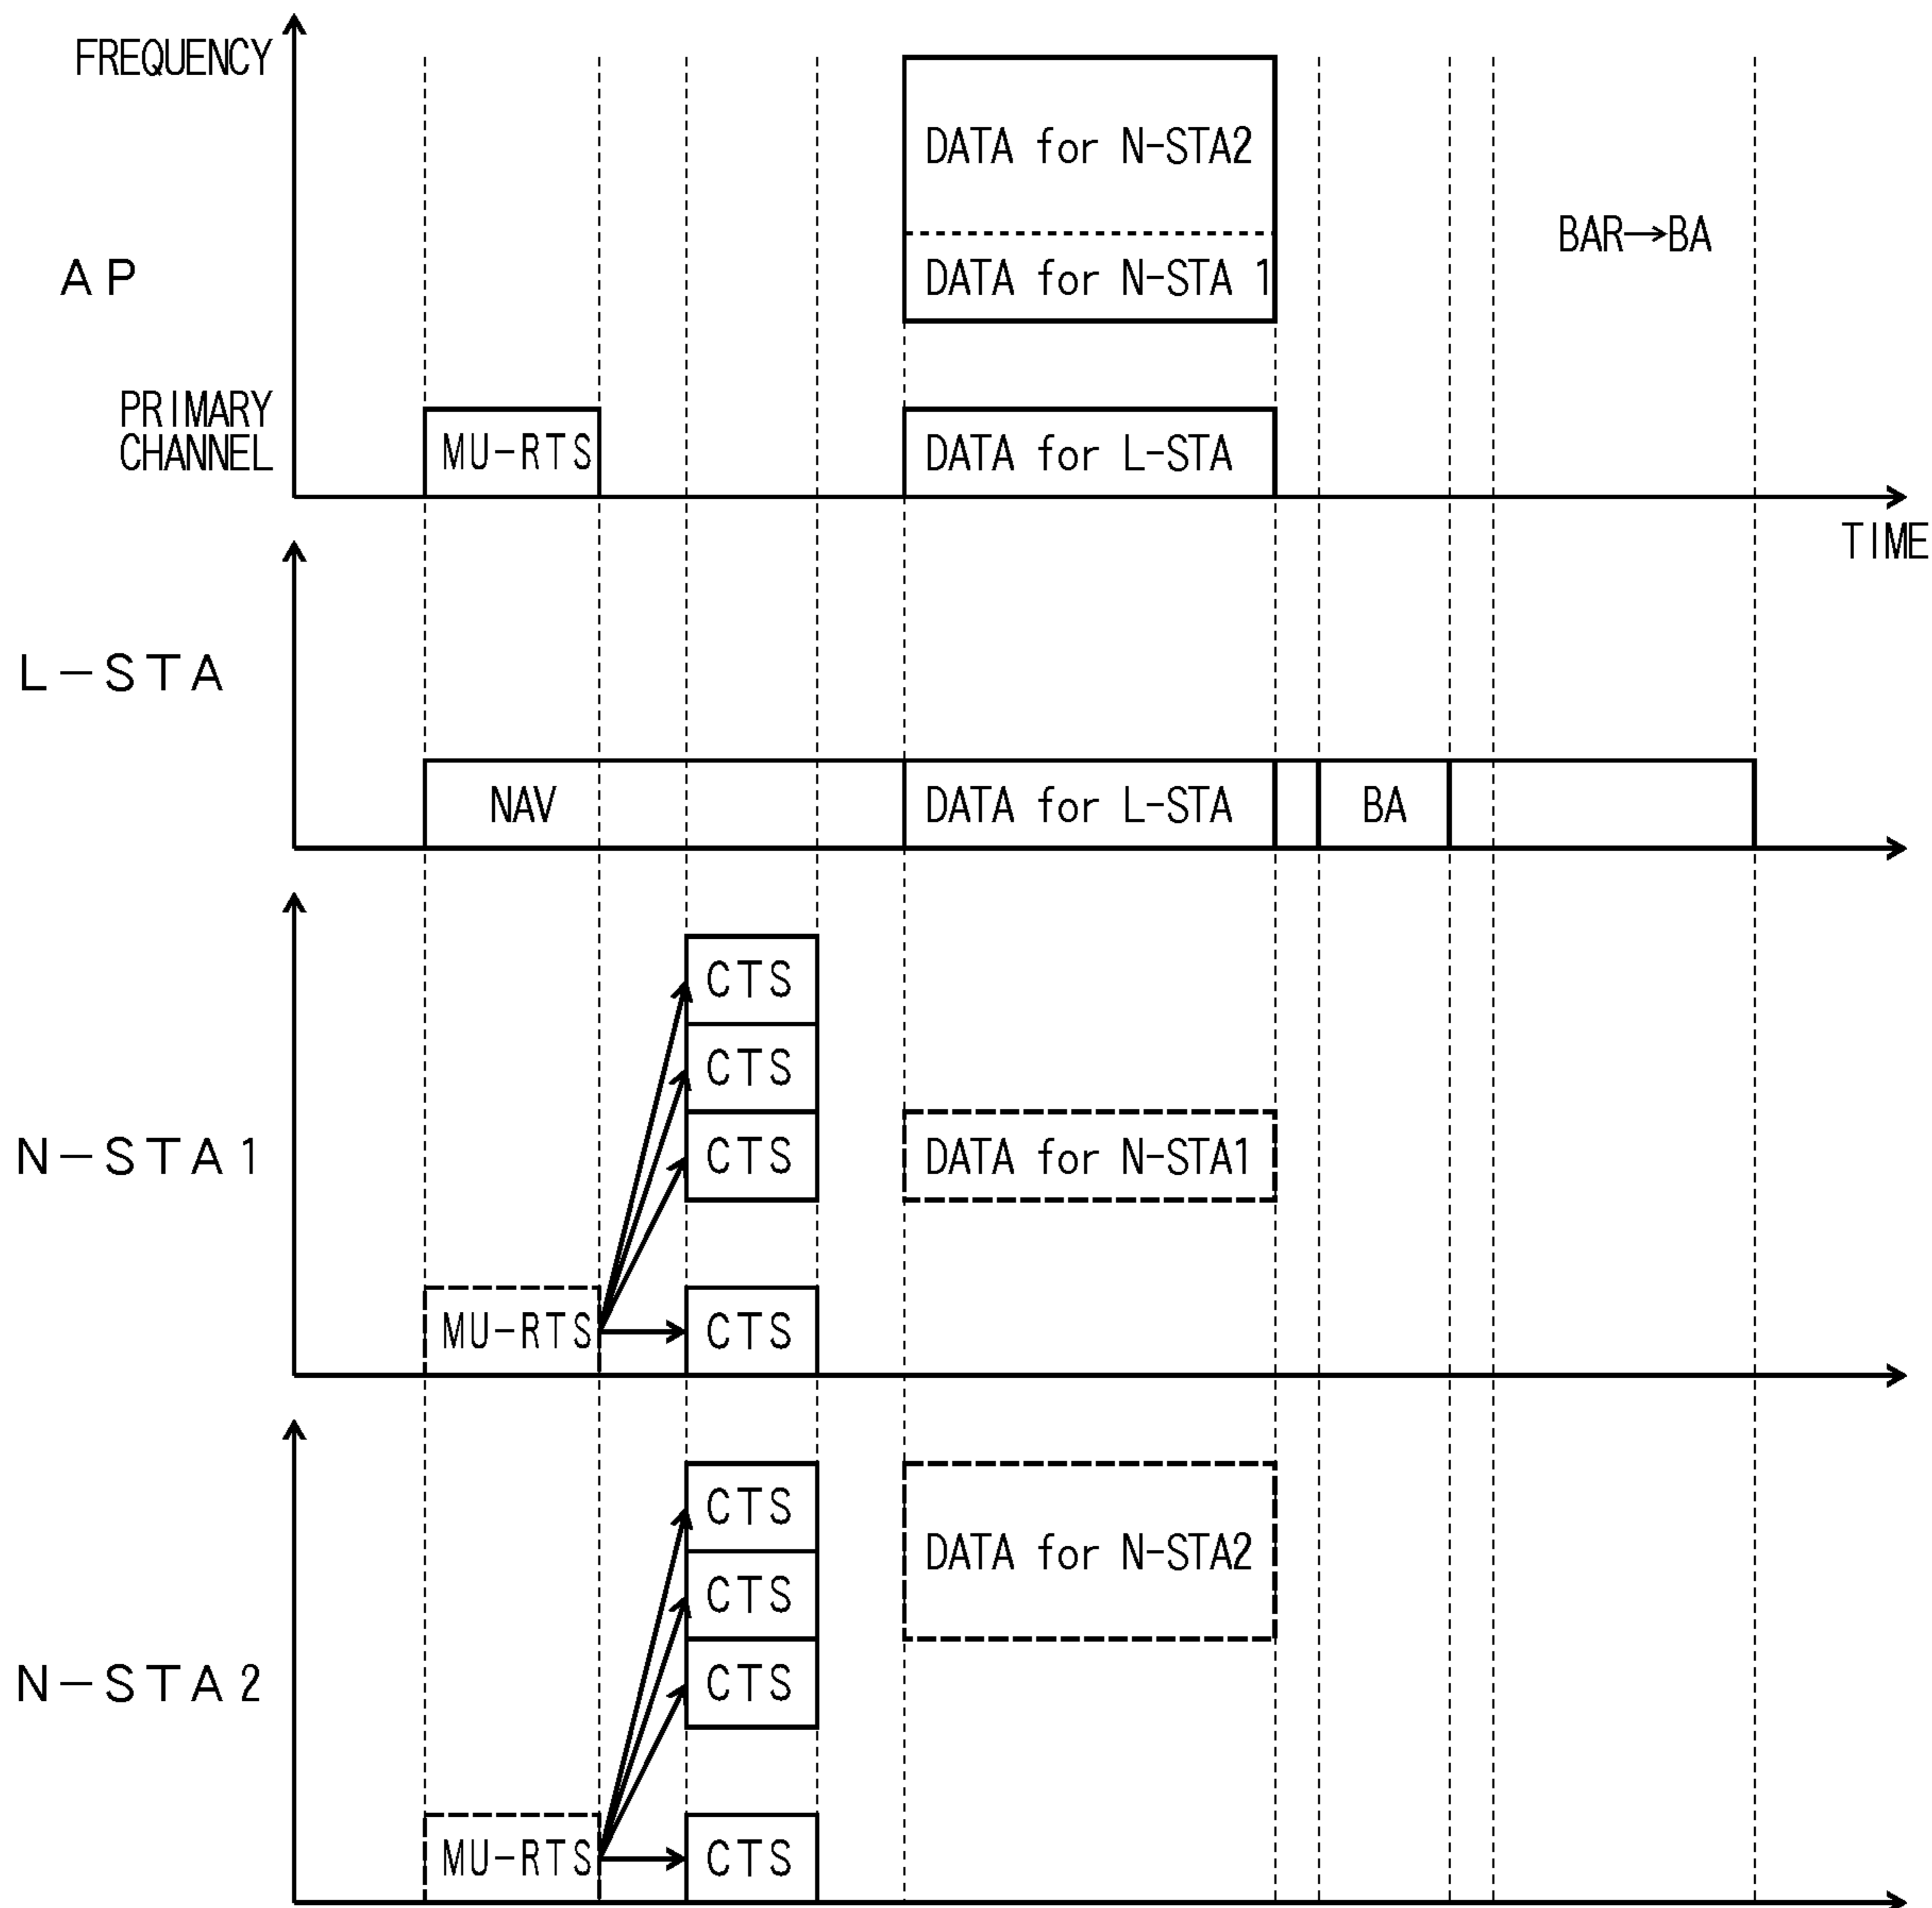 FREQUENCY
DATA for N-STA2
BAR→BA
AP
DATA for N-STA 1
PRIMARY
CHANNEL
MU-RTS
DATA for L-STA
TIME
L-STA
NAV
DATA for L-STA
BA
CTS
CTS
N-STA1
CTS
DATA for N-STA1
MU-RTS
CTS
CTS
DATA for N-STA2
CTS
N-STA2
CTS
MU-RTS
CTS